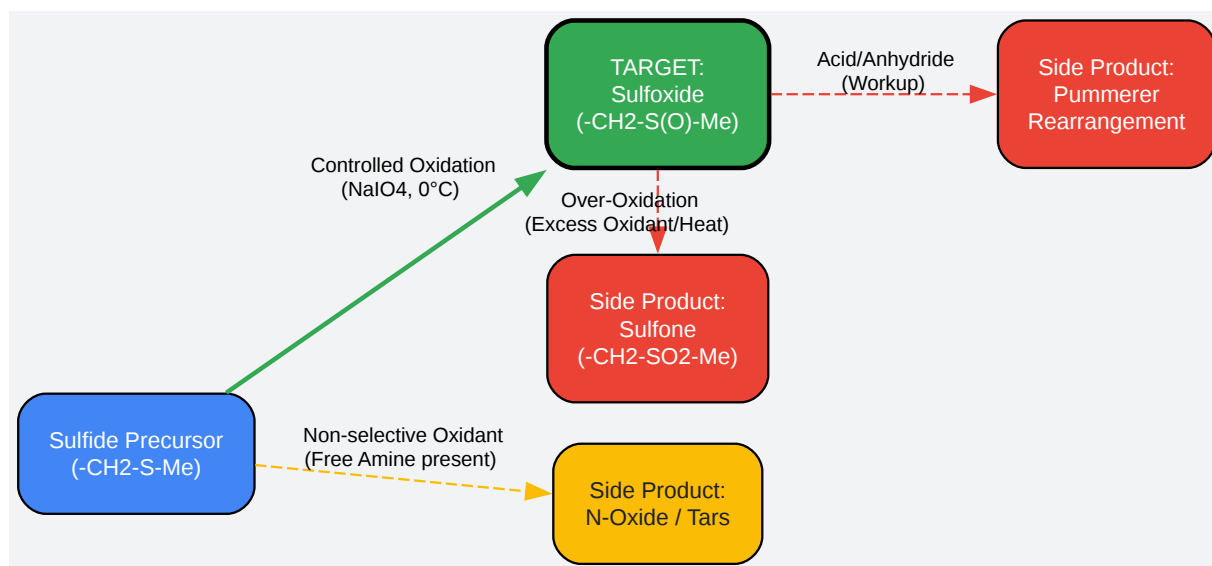 TARGET:
Sulfoxide
(-CH2-S(O)-Me)
Acid/Anhydride
(Workup)
Side Product:
Pummerer
Rearrangement
Controlled Oxidation
(NaIO4, 0°C)
Over-Oxidation
(Excess Oxidant/Heat)
Side Product:
Sulfone
(-CH2-SO2-Me)
Sulfide Precursor
(-CH2-S-Me)
Non-selective Oxidant
(Free Amine present)
Side Product:
N-Oxide / Tars